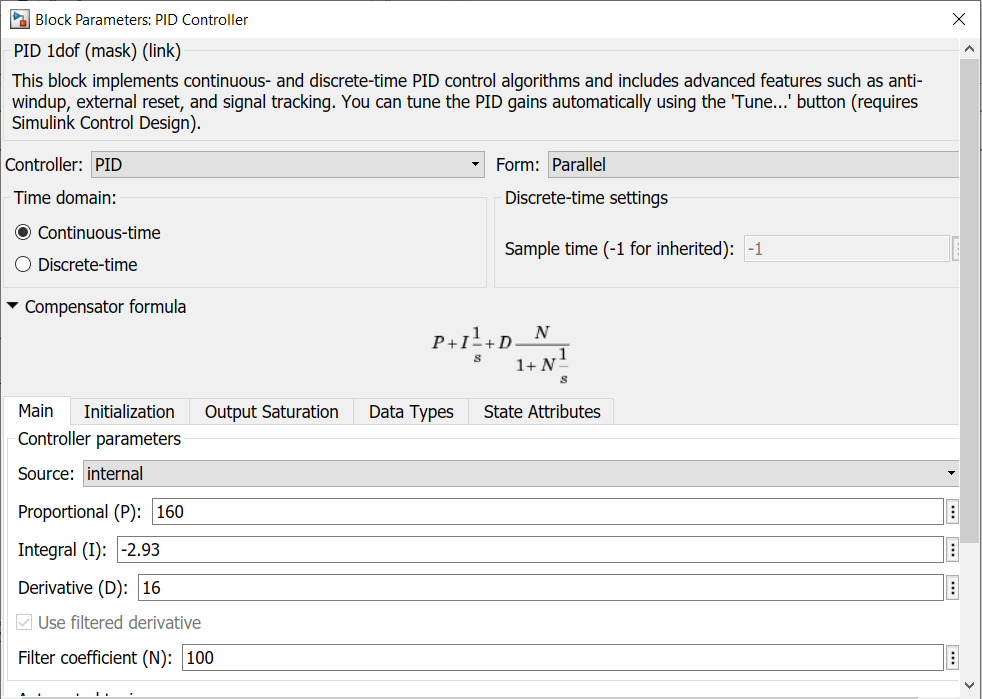 Block Parameters: PID Controller
PID 1dof (mask) (link)
This block implements continuous- and discrete-time PID control algorithms and includes advanced features such as anti-
windup, external reset, and signal tracking. You can tune the PID gains automatically using the 'Tune...' button (requires
Simulink Control Design).
Controller: PID Form: Parallel
Time domain:
Continuous-time
Discrete-time
Discrete-time settings
Sample time (-1 for inherited): -1
Compensator formula
P + I 1/s + D N/(1 + N 1/s)
Main Initialization Output Saturation Data Types State Attributes
Controller parameters
Source: internal
Proportional (P): 160
Integral (I): -2.93
Derivative (D): 16
Use filtered derivative
Filter coefficient (N): 100